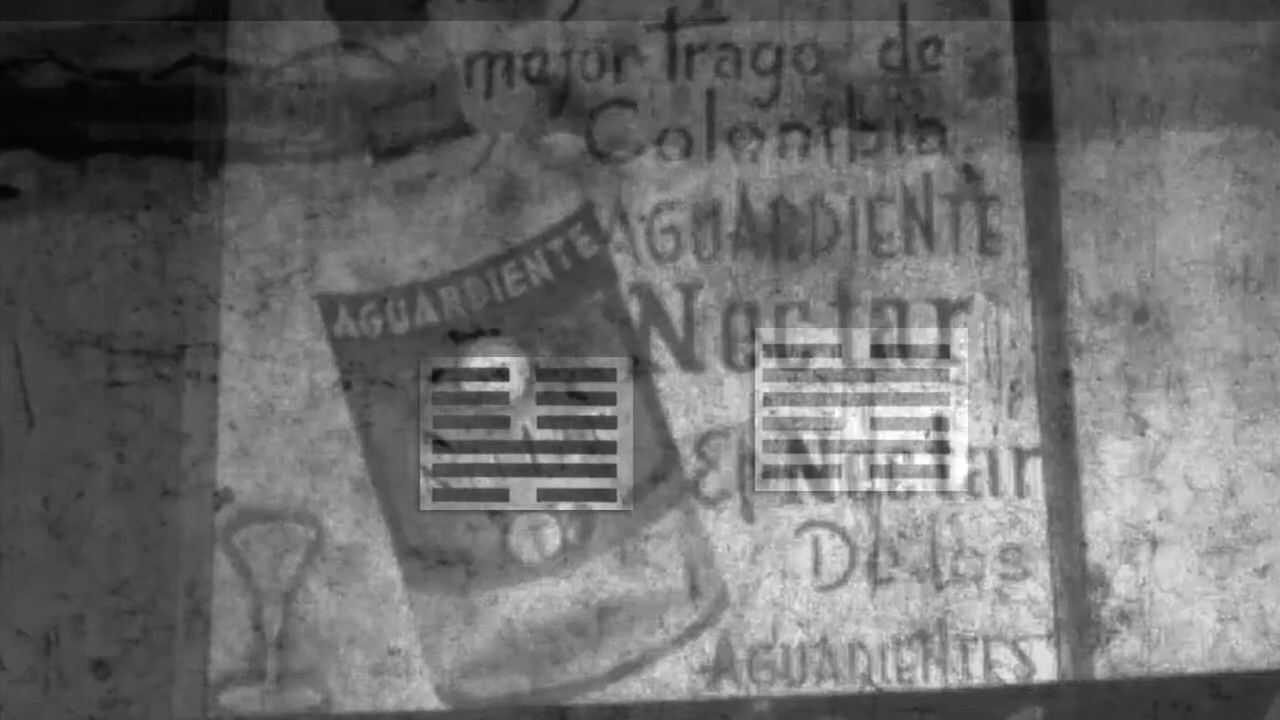 mejor Trago de
Colombia.
AGUARDIENTE
AGUARDIENTE
Nectar
El Nectar
De los
AGUARDIENTES